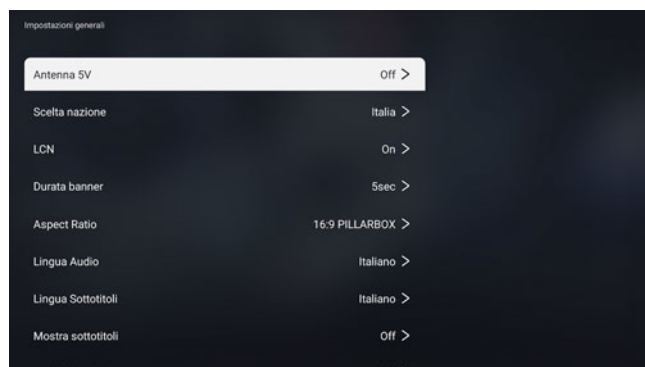 Impostazioni generali
Antenna 5V Off >
Scelta nazione Italia >
LCN On >
Durata banner 5sec >
Aspect Ratio 16:9 PILLARBOX >
Lingua Audio Italiano >
Lingua Sottotitoli Italiano >
Mostra sottotitoli Off >